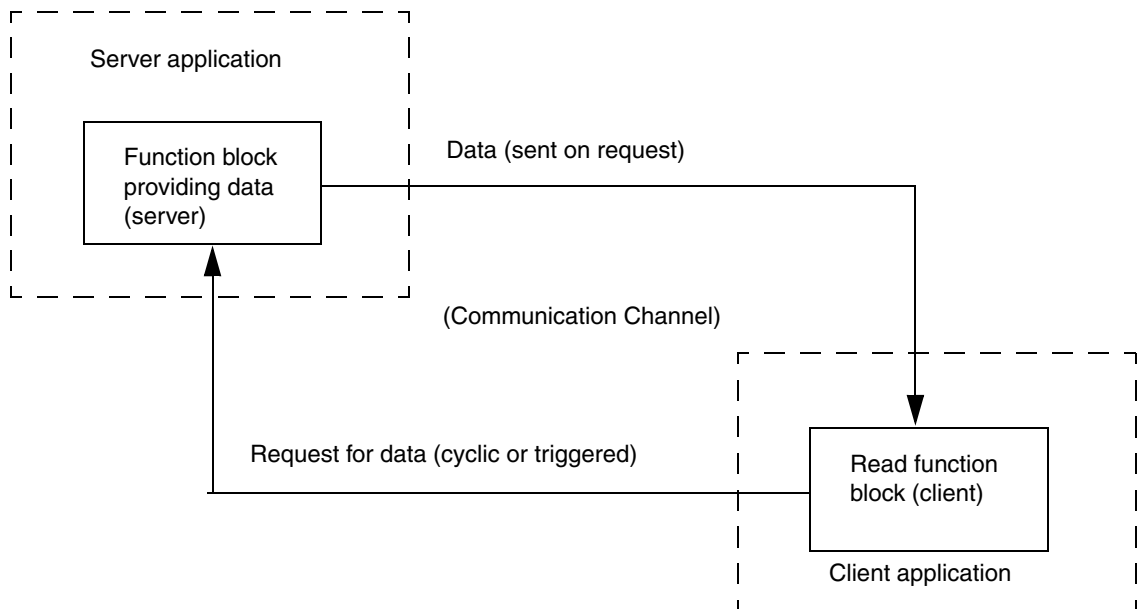 Server application
Function block
providing data
(server)
Data (sent on request)
(Communication Channel)
Request for data (cyclic or triggered)
Read function
block (client)
Client application